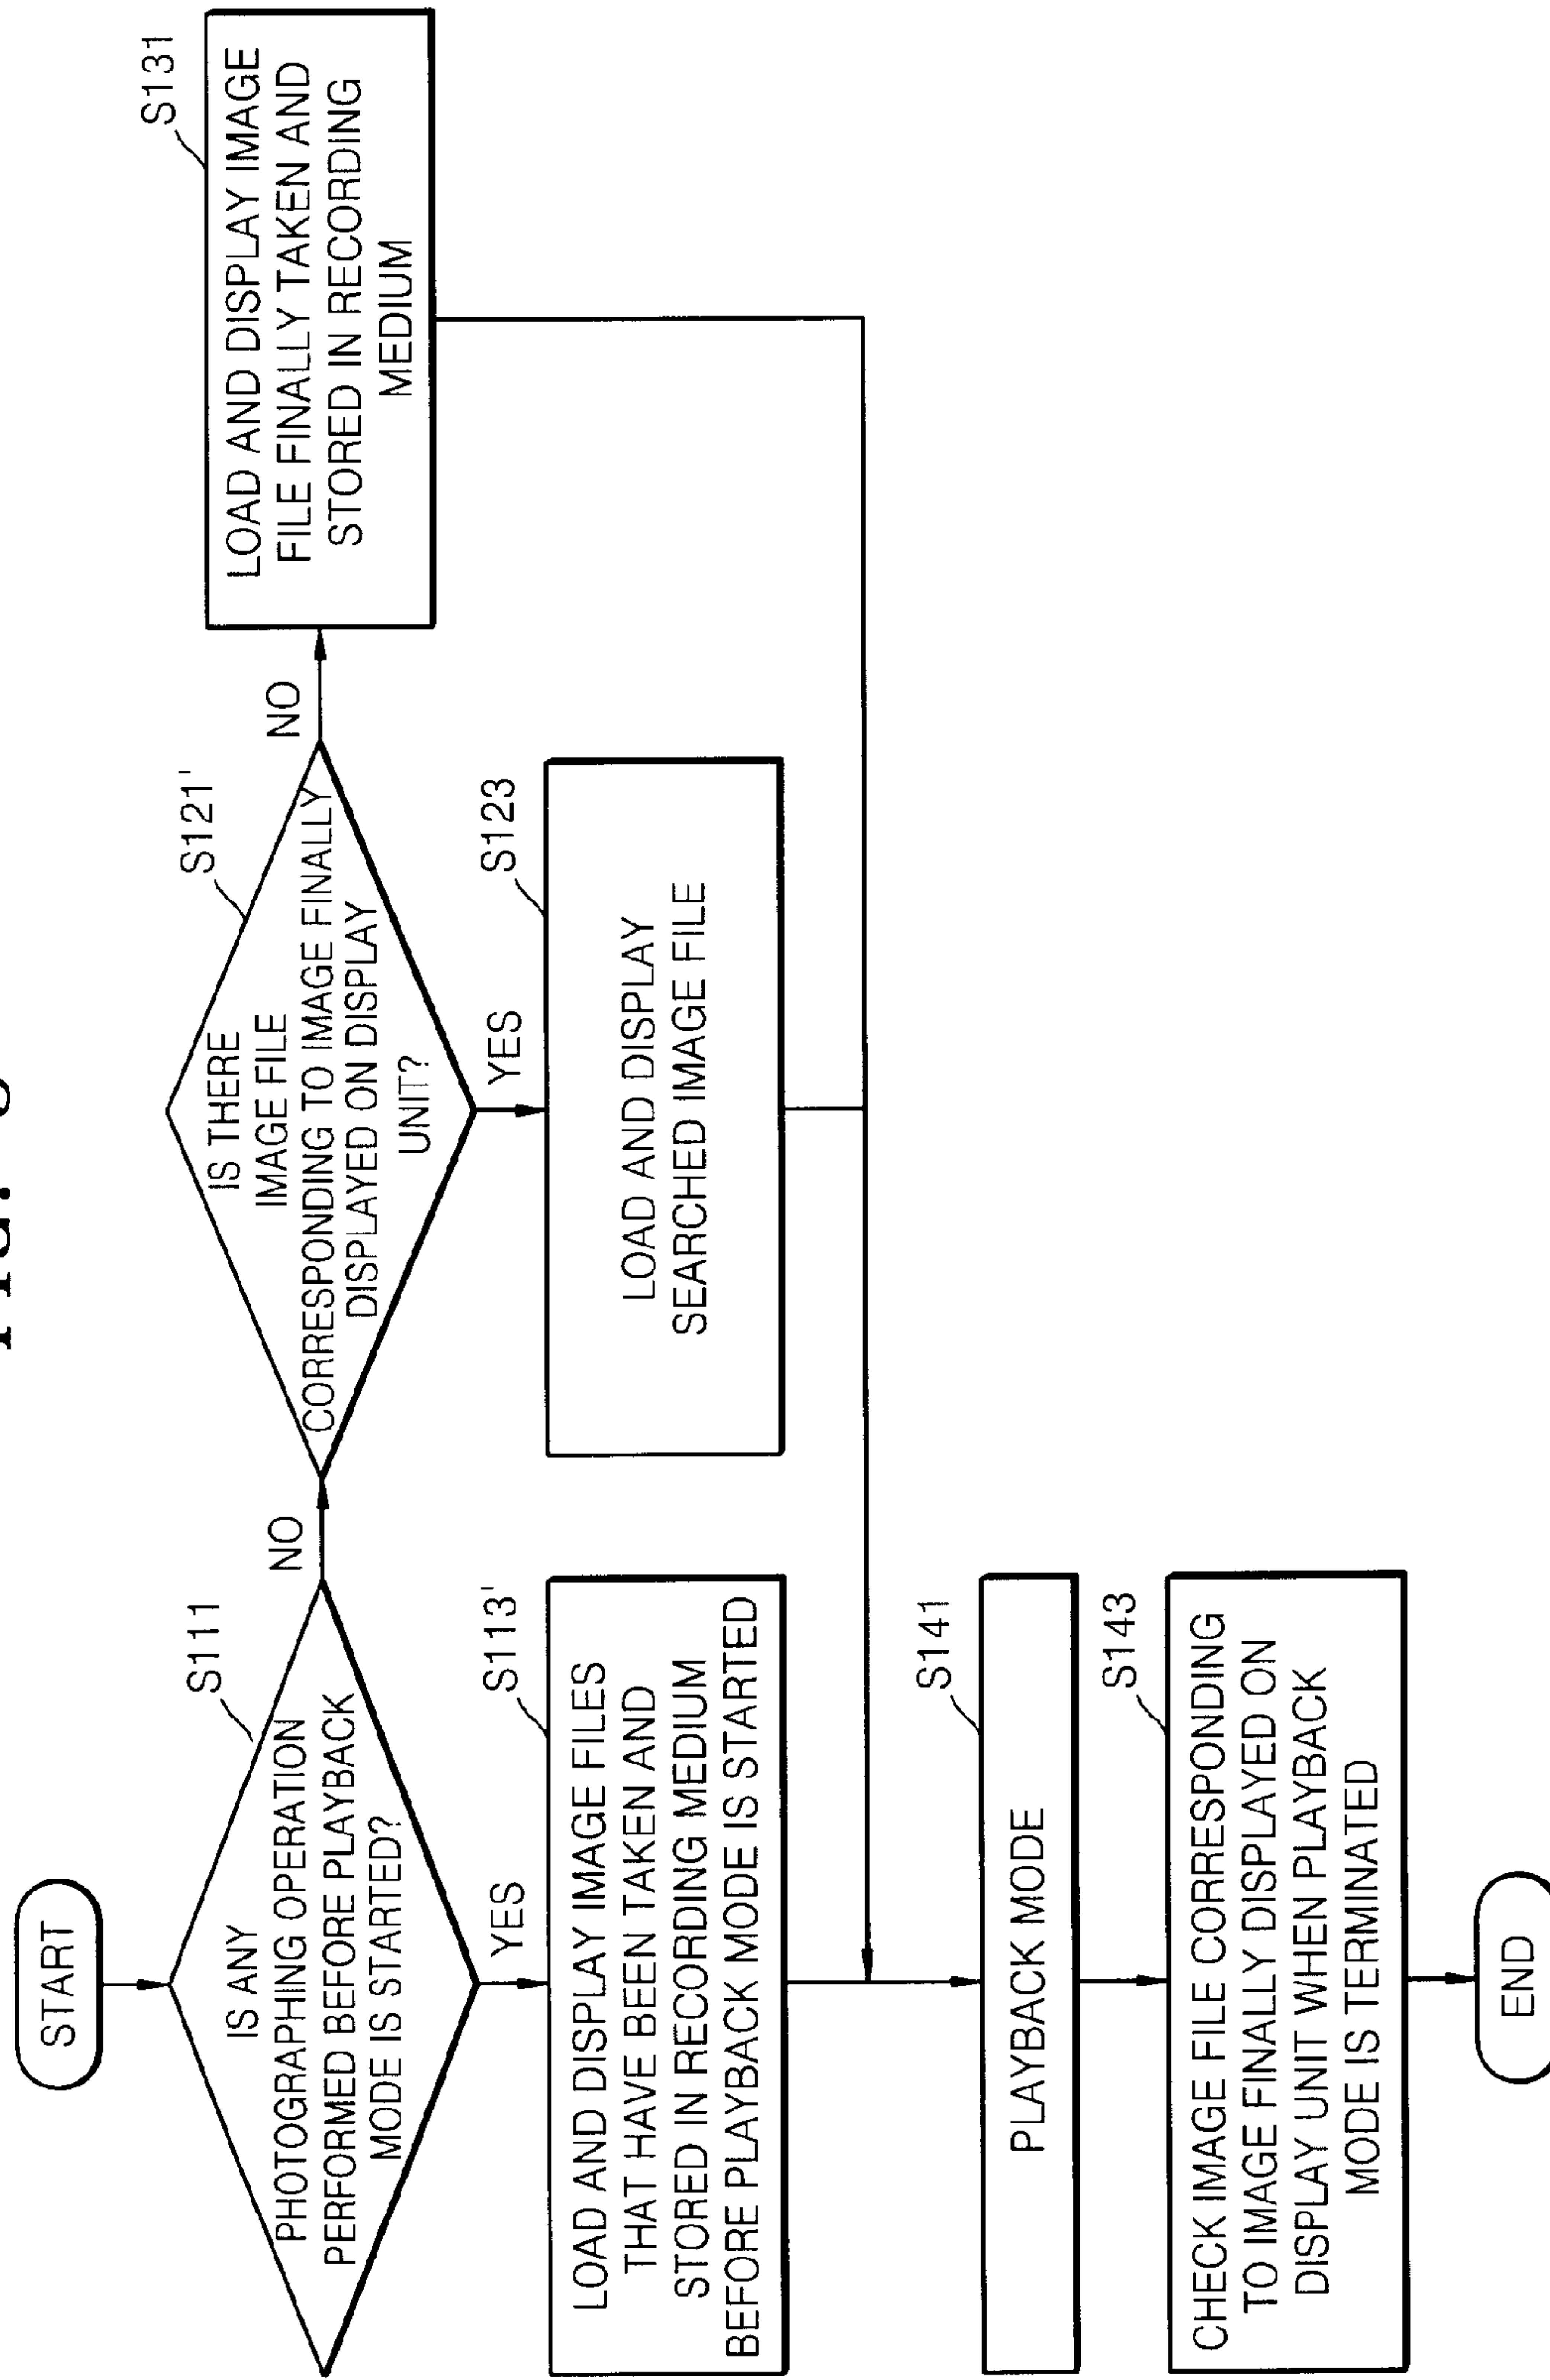 START
S111
IS ANY
PHOTOGRAPHING OPERATION
PERFORMED BEFORE PLAYBACK
MODE IS STARTED?
NO
YES
S121'
IS THERE
IMAGE FILE
CORRESPONDING TO IMAGE FINALLY
DISPLAYED ON DISPLAY
UNIT?
NO
YES
S131
LOAD AND DISPLAY IMAGE
FILE FINALLY TAKEN AND
STORED IN RECORDING
MEDIUM
S113'
LOAD AND DISPLAY IMAGE FILES
THAT HAVE BEEN TAKEN AND
STORED IN RECORDING MEDIUM
BEFORE PLAYBACK MODE IS STARTED
S123
LOAD AND DISPLAY
SEARCHED IMAGE FILE
S141
PLAYBACK MODE
S143
CHECK IMAGE FILE CORRESPONDING
TO IMAGE FINALLY DISPLAYED ON
DISPLAY UNIT WHEN PLAYBACK
MODE IS TERMINATED
END